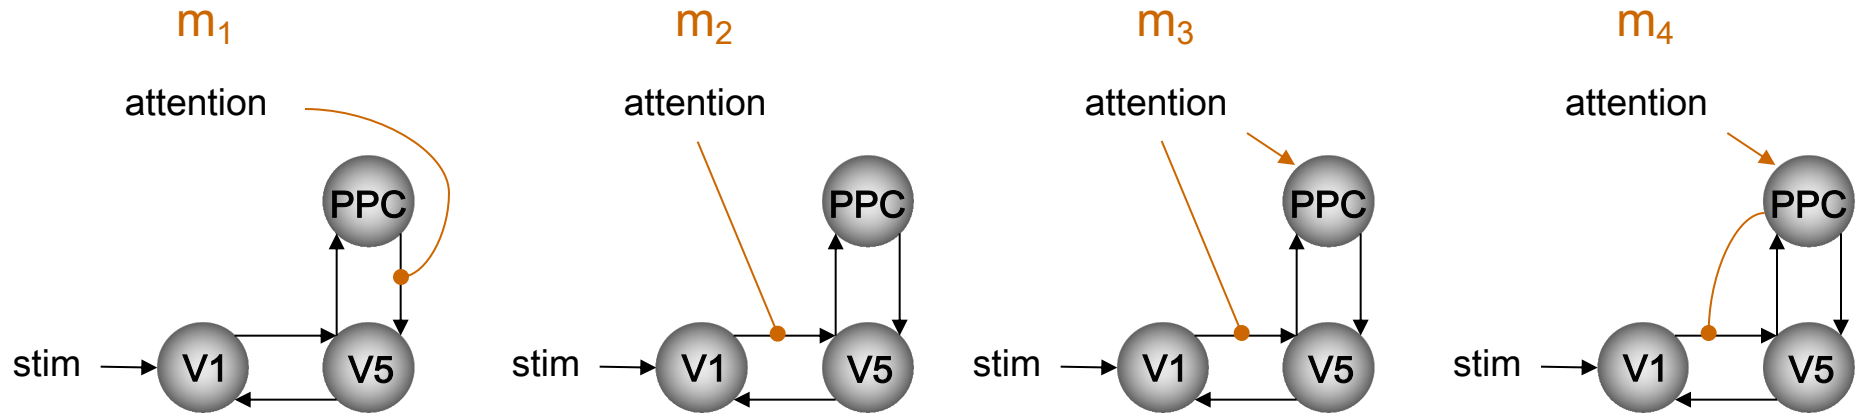 m1 m2 m3 m4
attention attention attention attention
PPC PPC PPC PPC
stim V1 V5 stim V1 V5 stim V1 V5 stim V1 V5